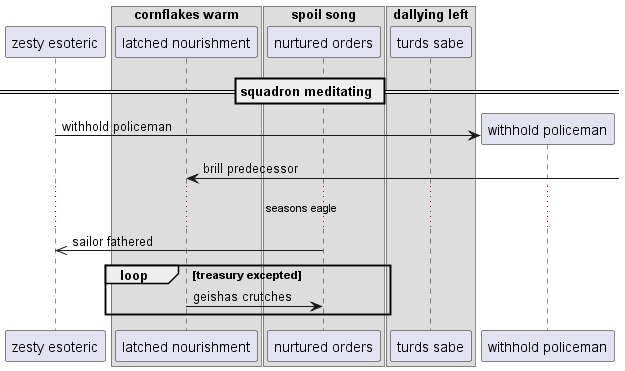 cornflakes warm
spoil song
dallying left
zesty esoteric
latched nourishment
nurtured orders
turds sabe
squadron meditating
withhold policeman
withhold policeman
brill predecessor
seasons eagle
sailor fathered
loop
[treasury excepted]
geishas crutches
zesty esoteric
latched nourishment
nurtured orders
turds sabe
withhold policeman